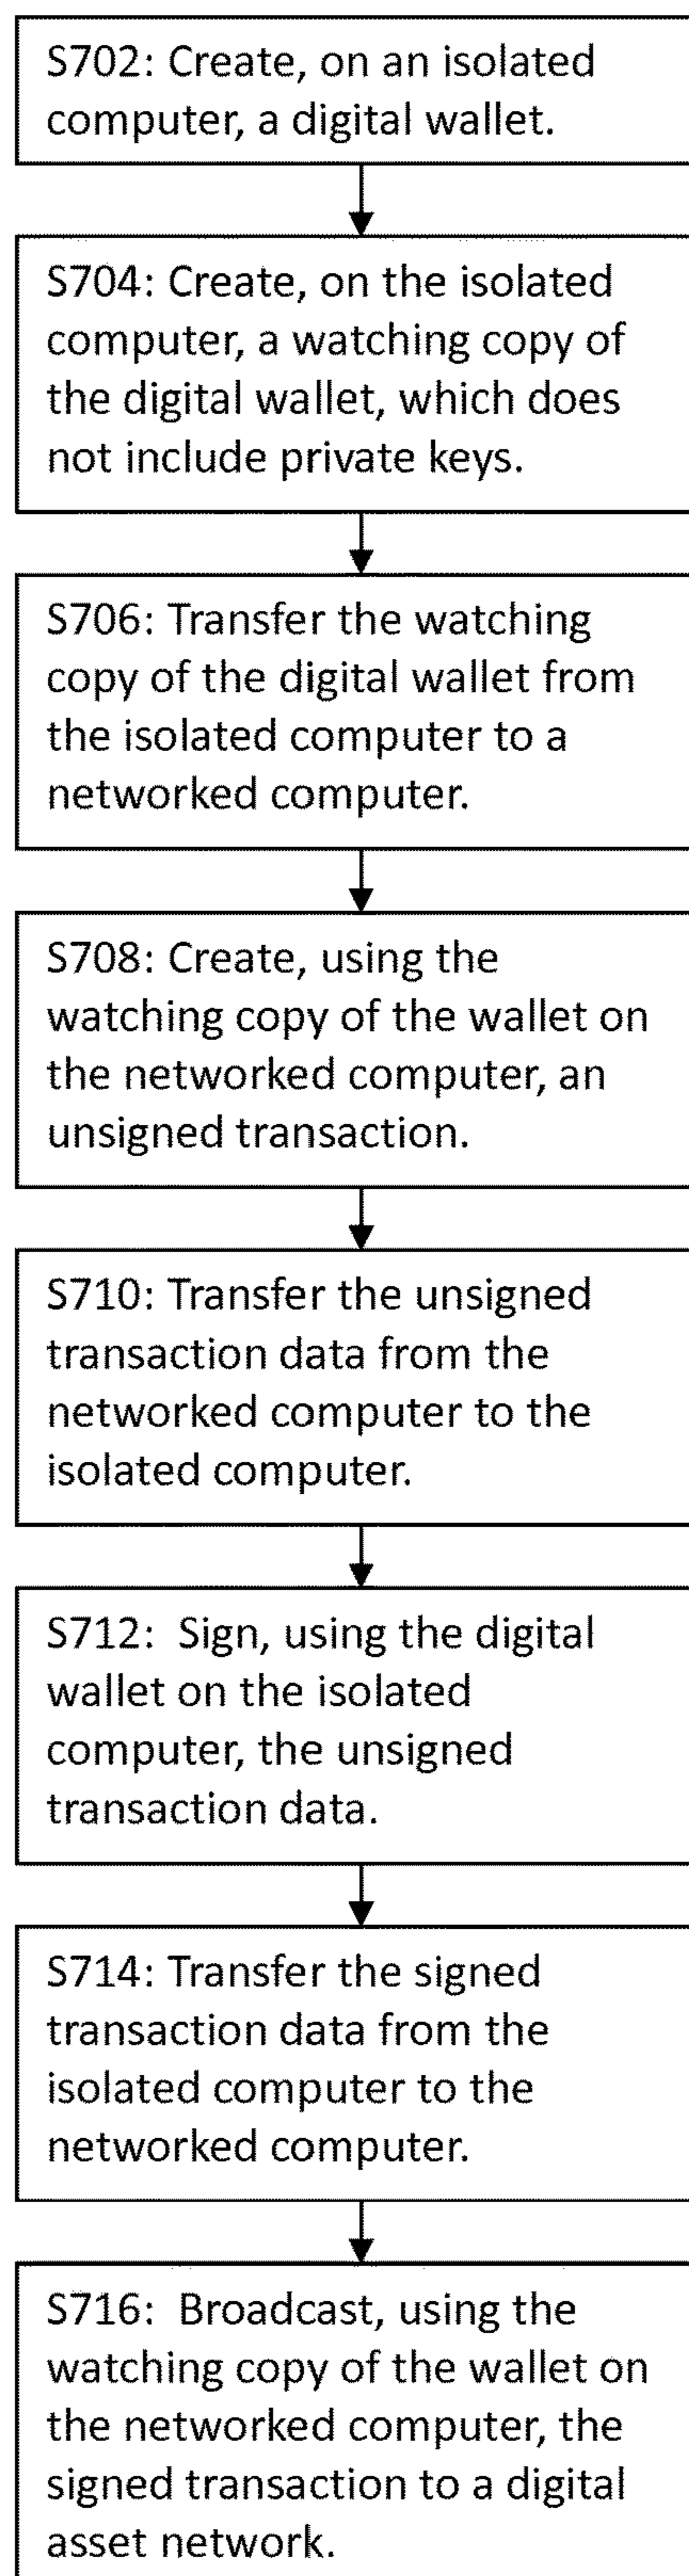 S702: Create, on an isolated
computer, a digital wallet.
S704: Create, on the isolated
computer, a watching copy of
the digital wallet, which does
not include private keys.
S706: Transfer the watching
copy of the digital wallet from
the isolated computer to a
networked computer.
S708: Create, using the
watching copy of the wallet on
the networked computer, an
unsigned transaction.
S710: Transfer the unsigned
transaction data from the
networked computer to the
isolated computer.
S712:  Sign, using the digital
wallet on the isolated
computer, the unsigned
transaction data.
S714: Transfer the signed
transaction data from the
isolated computer to the
networked computer.
S716:  Broadcast, using the
watching copy of the wallet on
the networked computer, the
signed transaction to a digital
asset network.